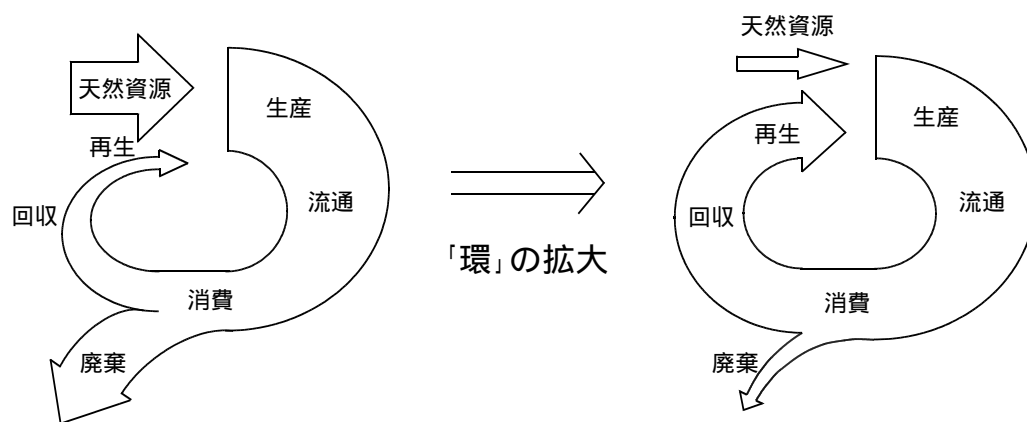 天然資源
生産
再生
回収
流通
消費
廃棄
「環」の拡大
天然資源
生産
再生
回収
流通
消費
廃棄